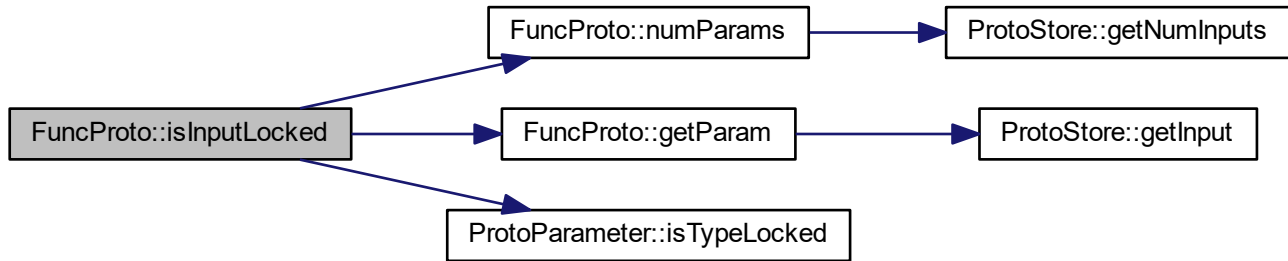 FuncProto::numParams
ProtoStore::getNumInputs
FuncProto::isInputLocked
FuncProto::getParam
ProtoStore::getInput
ProtoParameter::isTypeLocked